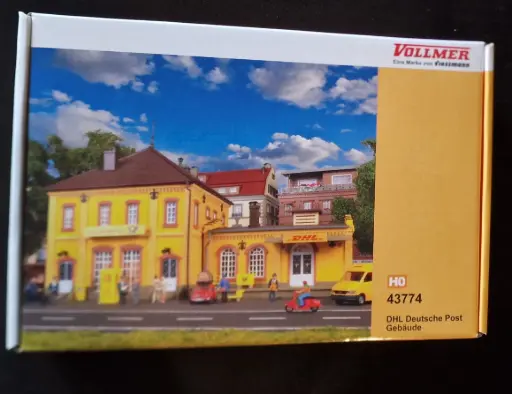 VOLLMER
Eine Marke von Viessmann
DHL
H0
43774
DHL Deutsche Post
Gebäude